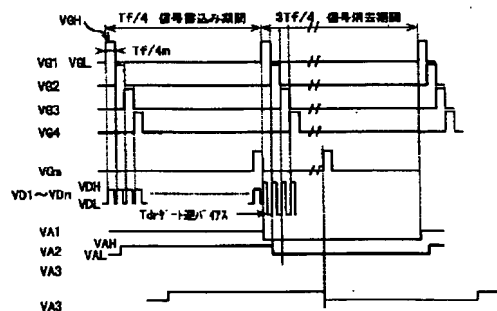 VGH
Tf/4 信号書込み期間
3Tf/4 信号消去期間
Tf/4m
VG1 VGL
VG2
VG3
VG4
VGm
VD1～VDn
VDH
VDL
Tdrゲート逆バイアス
VA1
VAH
VA2
VAL
VA3
VA3